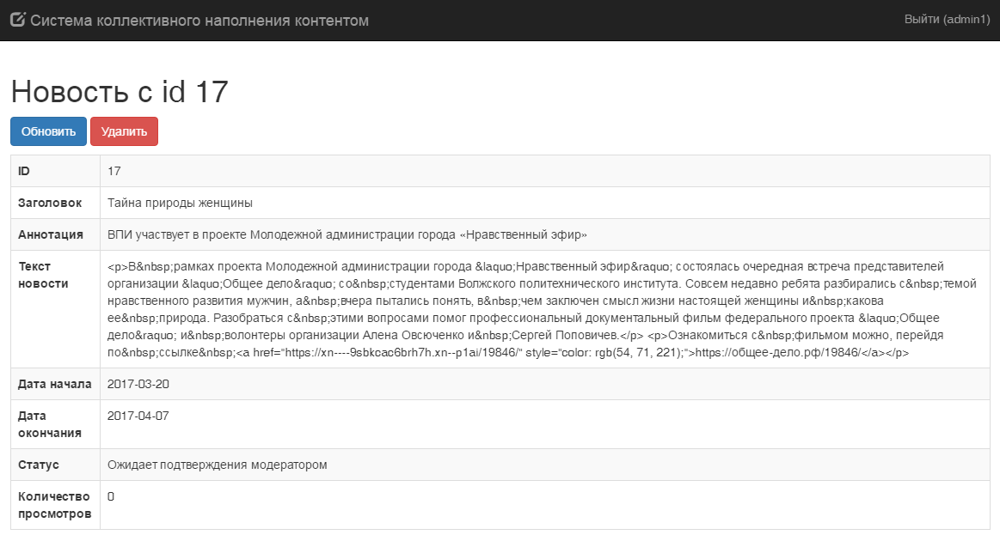 Система коллективного наполнения контентом
Выйти (admin1)
Новость с id 17
Обновить Удалить
ID 17
Заголовок Тайна природы женщины
Аннотация ВПИ участвует в проекте Молодежной администрации города «Нравственный эфир»
Текст новости
<p>В&nbsp;рамках проекта Молодежной администрации города &laquo;Нравственный эфир&raquo; состоялась очередная встреча представителей
организации &laquo;Общее дело&raquo; со&nbsp;студентами Волжского политехнического института. Совсем недавно ребята разбирались с&nbsp;темой
нравственного развития мужчин, а&nbsp;вчера пытались понять, в&nbsp;чем заключен смысл жизни настоящей женщины и&nbsp;какова
ее&nbsp;природа. Разобраться с&nbsp;этими вопросами помог профессиональный документальный фильм федерального проекта &laquo;Общее
дело&raquo; и&nbsp;волонтеры организации Алена Овсюченко и&nbsp;Сергей Поповичев.</p> <p>Ознакомиться с&nbsp;фильмом можно, перейдя
по&nbsp;ссылке&nbsp;<a href="https://xn----9sbkcac6brh7h.xn--p1ai/19846/" style="color: rgb(54, 71, 221);">https://общее-дело.рф/19846/</a></p>
Дата начала 2017-03-20
Дата окончания 2017-04-07
Статус Ожидает подтверждения модератором
Количество просмотров 0